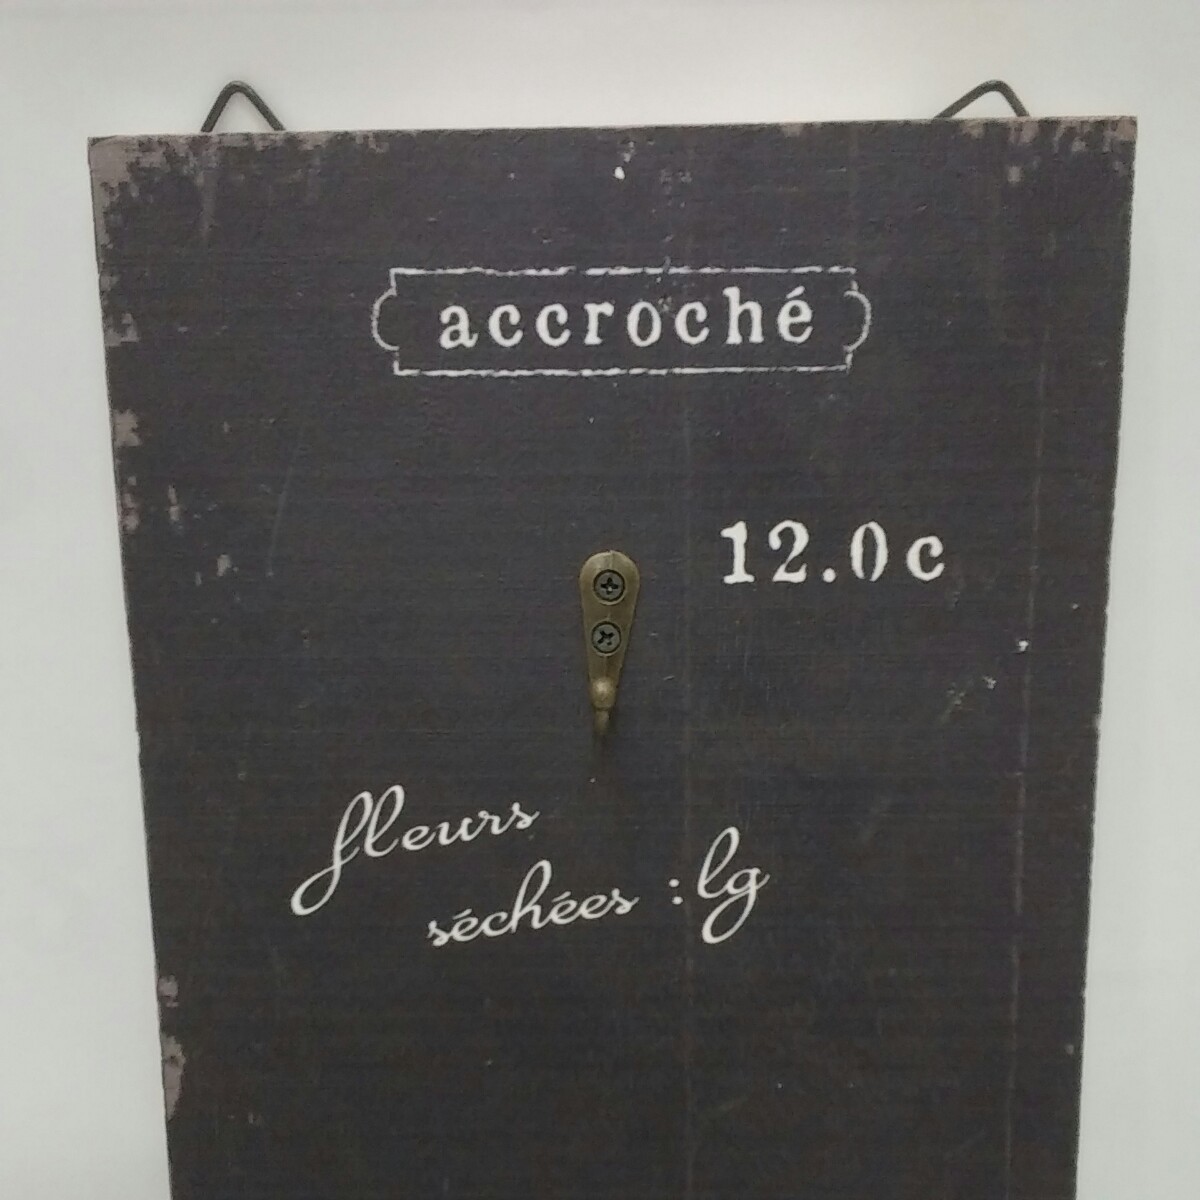 accroché
12.0c
fleurs
séchées : lg